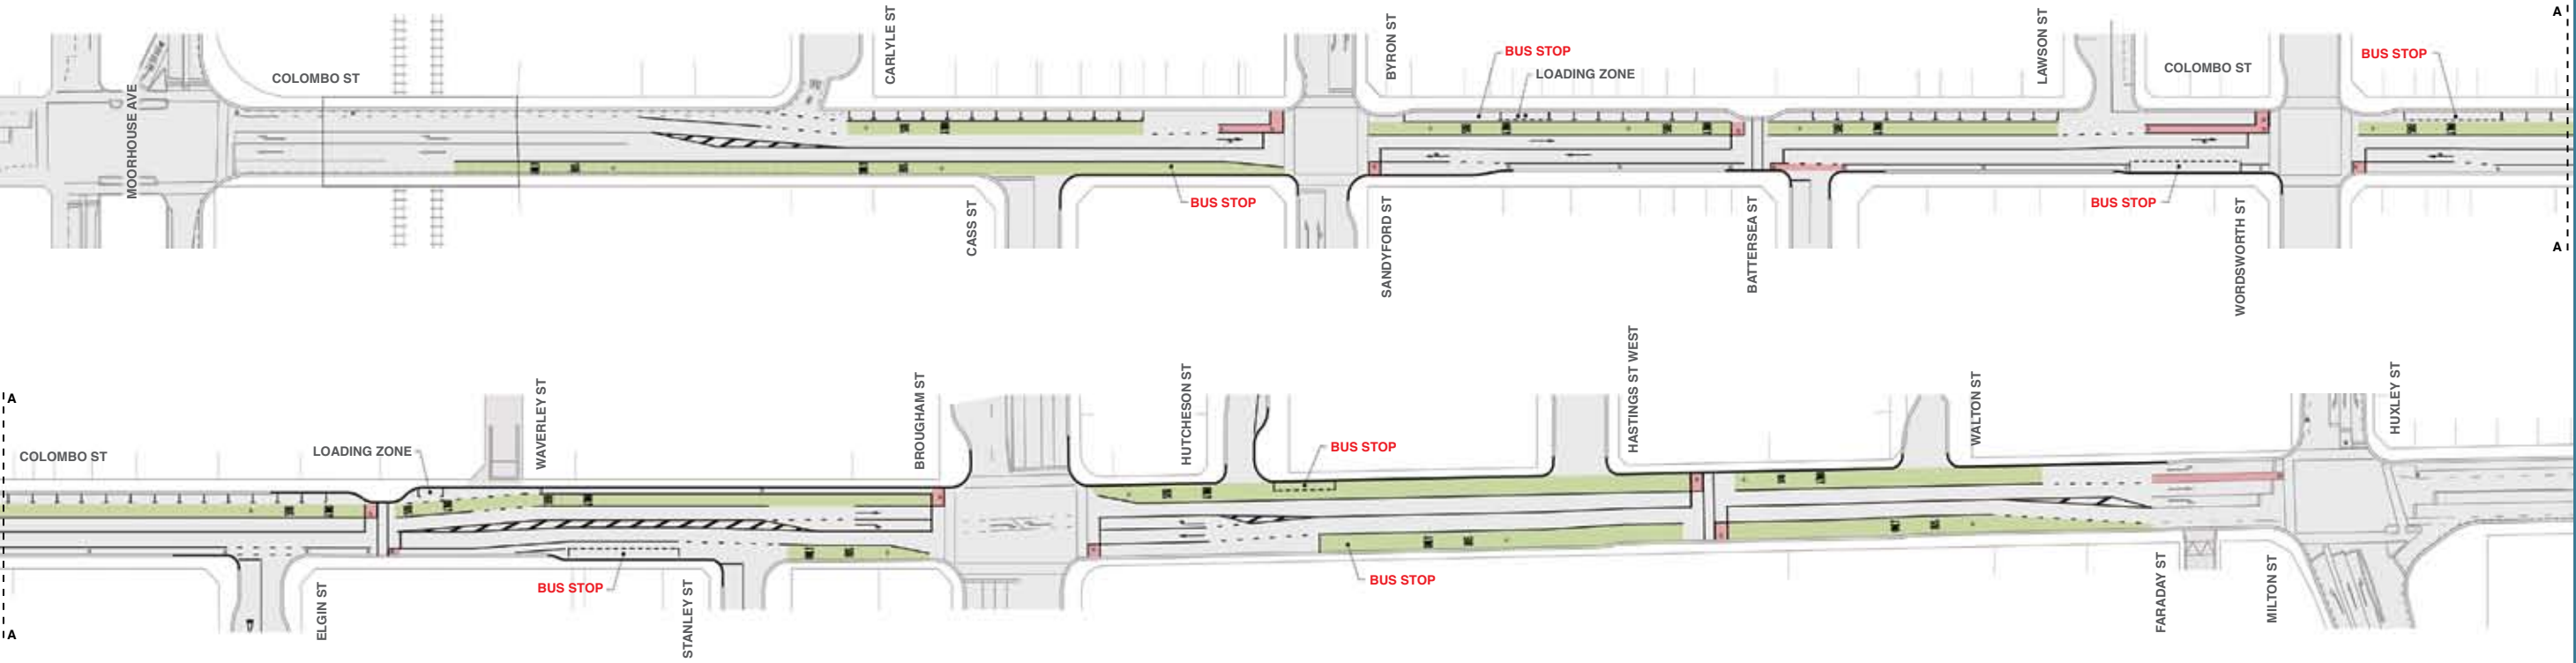 A
CARLYLE ST
BYRON ST
LAWSON ST
BUS STOP
BUS STOP
LOADING ZONE
COLOMBO ST
COLOMBO ST
MOORHOUSE AVE
BUS STOP
BUS STOP
CASS ST
SANDYFORD ST
BATTERSEA ST
WORDSWORTH ST
A
A
COLOMBO ST
LOADING ZONE
WAVERLEY ST
BROUGHAM ST
HUTCHESON ST
BUS STOP
HASTINGS ST WEST
WALTON ST
HUXLEY ST
BUS STOP
BUS STOP
ELGIN ST
STANLEY ST
FARADAY ST
MILTON ST
A